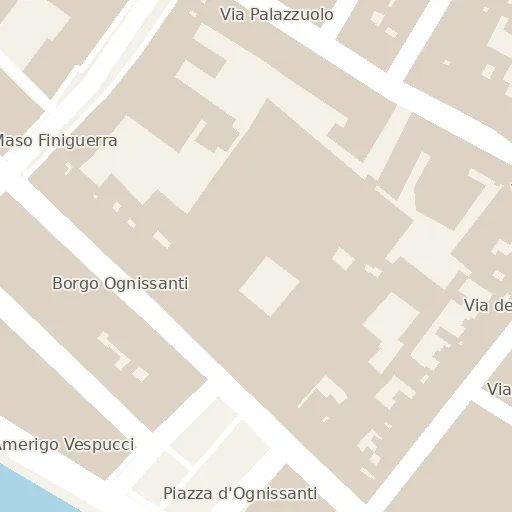 Via Palazzuolo
Maso Finiguerra
Borgo Ognissanti
Via de
Via
Amerigo Vespucci
Piazza d'Ognissanti